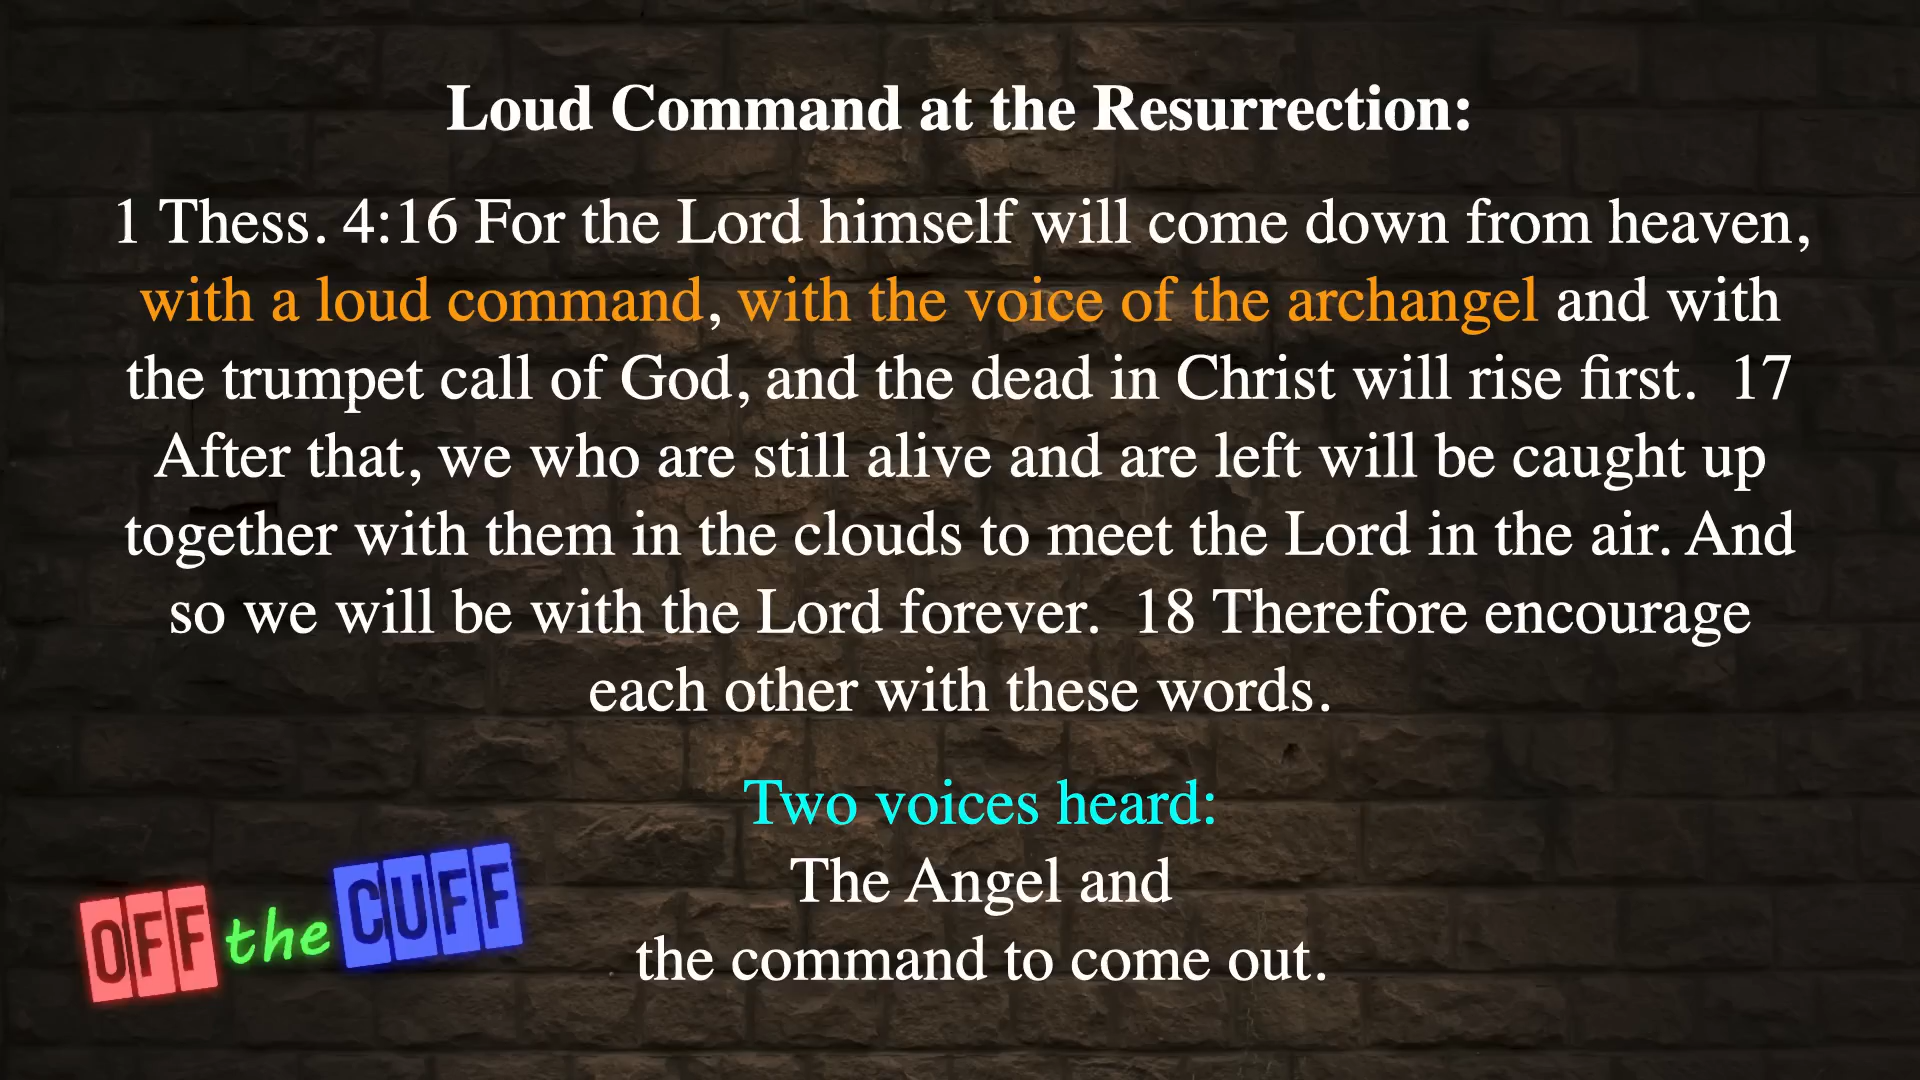 Loud Command at the Resurrection:
1 Thess. 4:16 For the Lord himself will come down from heaven,
with a loud command, with the voice of the archangel and with
the trumpet call of God, and the dead in Christ will rise first.  17
After that, we who are still alive and are left will be caught up
together with them in the clouds to meet the Lord in the air. And
so we will be with the Lord forever.  18 Therefore encourage
each other with these words.
Two voices heard:
The Angel and
the command to come out.
OFF the CUFF